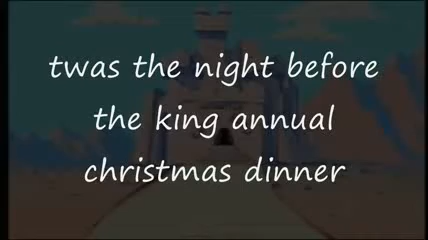 twas the night before
the king annual
christmas dinner